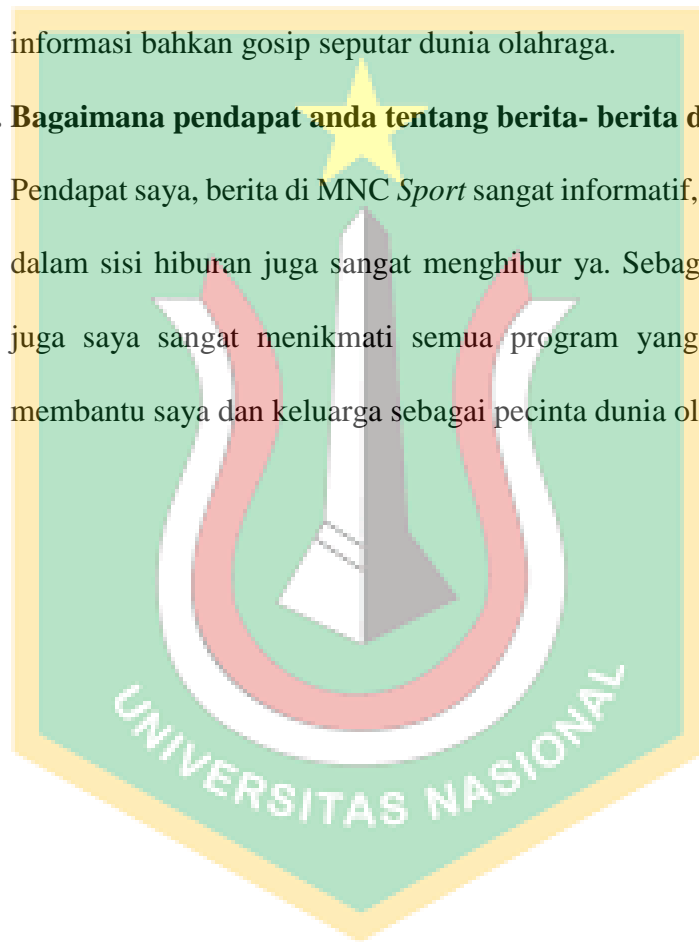 informasi bahkan gosip seputar dunia olahraga.
. Bagaimana pendapat anda tentang berita- berita d
Pendapat saya, berita di MNC Sport sangat informatif,
dalam sisi hiburan juga sangat menghibur ya. Sebag
juga saya sangat menikmati semua program yang
membantu saya dan keluarga sebagai pecinta dunia ol
UNIVERSITAS NASIONAL